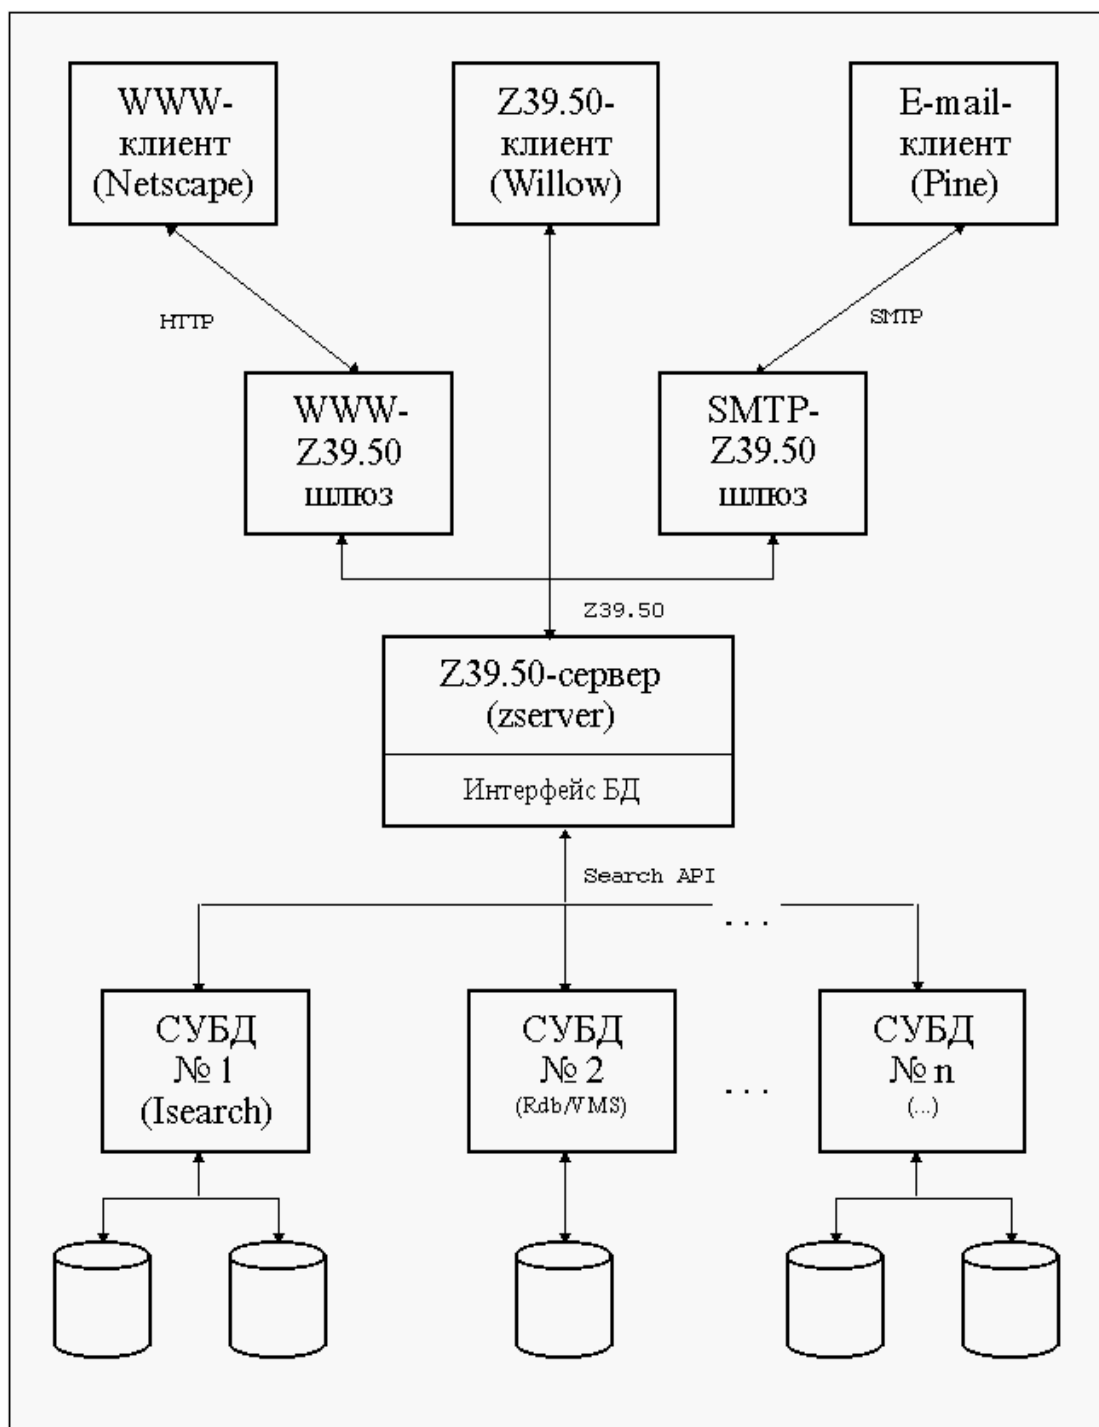 WWW-
клиент
(Netscape)
Z39.50-
клиент
(Willow)
E-mail-
клиент
(Pine)
HTTP
SMTP
WWW-
Z39.50
шлюз
SMTP-
Z39.50
шлюз
Z39.50
Z39.50-сервер
(zserver)
Интерфейс БД
Search API
. . .
СУБД
№ 1
(Isearch)
СУБД
№ 2
(Rdb/VMS)
. . .
СУБД
№ n
(...)